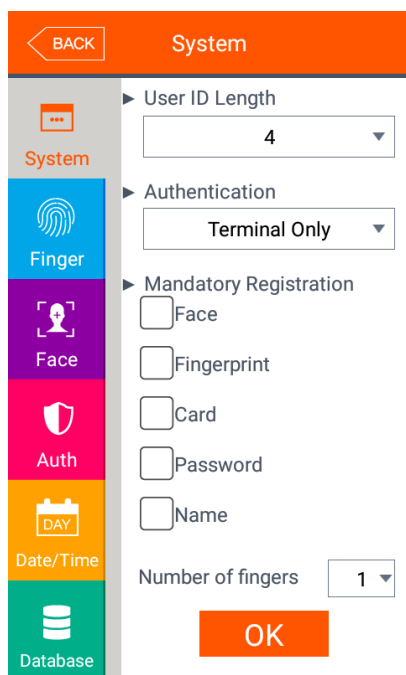 BACK
System
System
Finger
Face
Auth
DAY
Date/Time
Database
► User ID Length
4
► Authentication
Terminal Only
► Mandatory Registration
Face
Fingerprint
Card
Password
Name
Number of fingers 1
OK